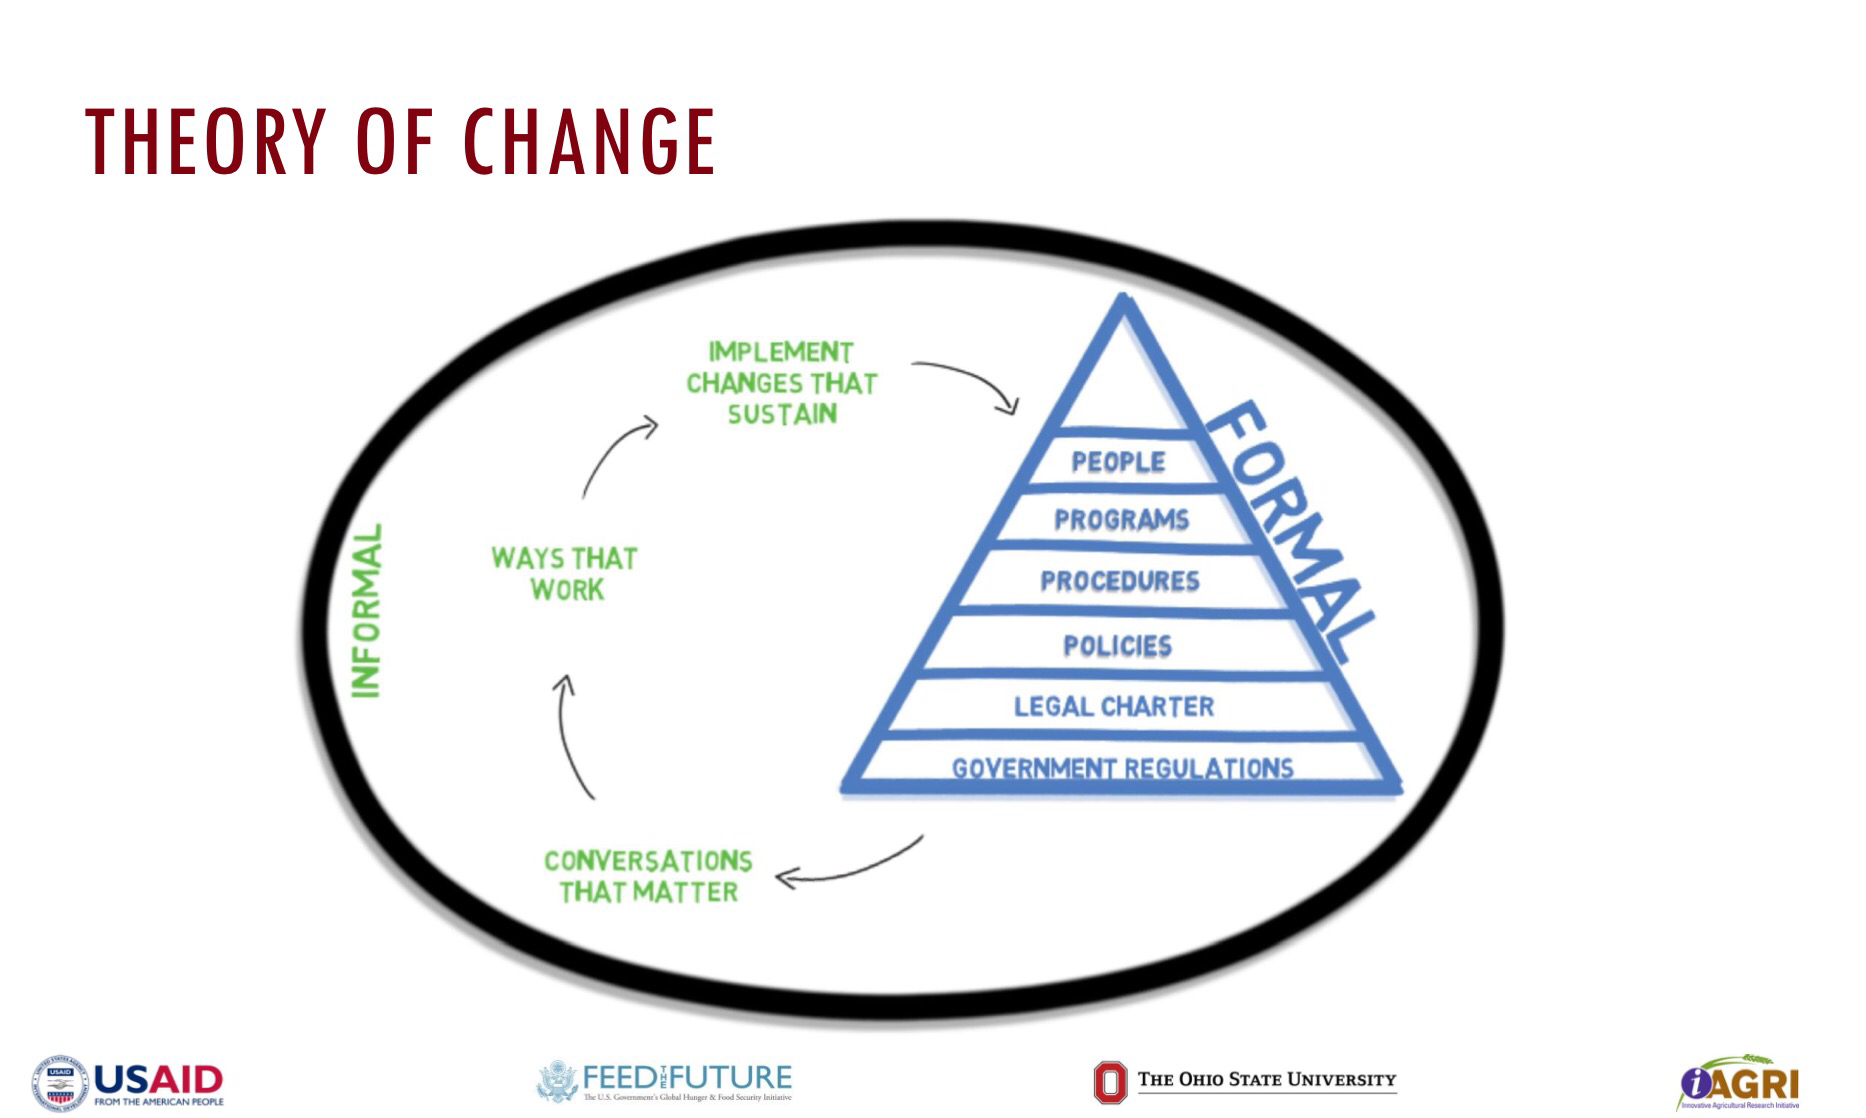 THEORY OF CHANGE
IMPLEMENT
CHANGES THAT
SUSTAIN
WAYS THAT
WORK
CONVERSATIONS
THAT MATTER
INFORMAL
FORMAL
PEOPLE
PROGRAMS
PROCEDURES
POLICIES
LEGAL CHARTER
GOVERNMENT REGULATIONS
USAID
USAID
FROM THE AMERICAN PEOPLE
FEED THE FUTURE
The U.S. Government's Global Hunger & Food Security Initiative
THE OHIO STATE UNIVERSITY
iAGRI
Innovative Agricultural Research Initiative